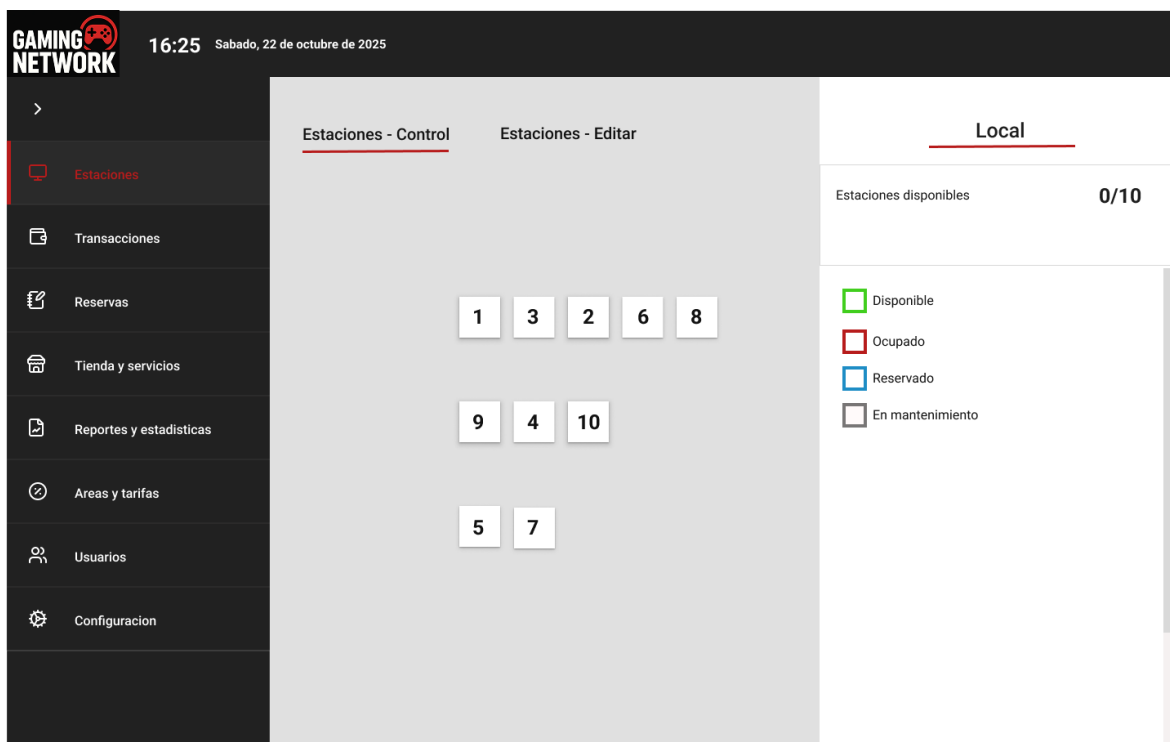 GAMING
NETWORK
16:25 Sabado, 22 de octubre de 2025
Estaciones
Transacciones
Reservas
Tienda y servicios
Reportes y estadisticas
Areas y tarifas
Usuarios
Configuracion
Estaciones - Control Estaciones - Editar
1 3 2 6 8
9 4 10
5 7
Local
Estaciones disponibles 0/10
Disponible
Ocupado
Reservado
En mantenimiento